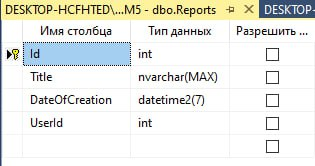 DESKTOP-HCFHTED\...M5 - dbo.Reports DESKTOP-
Имя столбца Тип данных Разрешить ...
Id int
Title nvarchar(MAX)
DateOfCreation datetime2(7)
UserId int